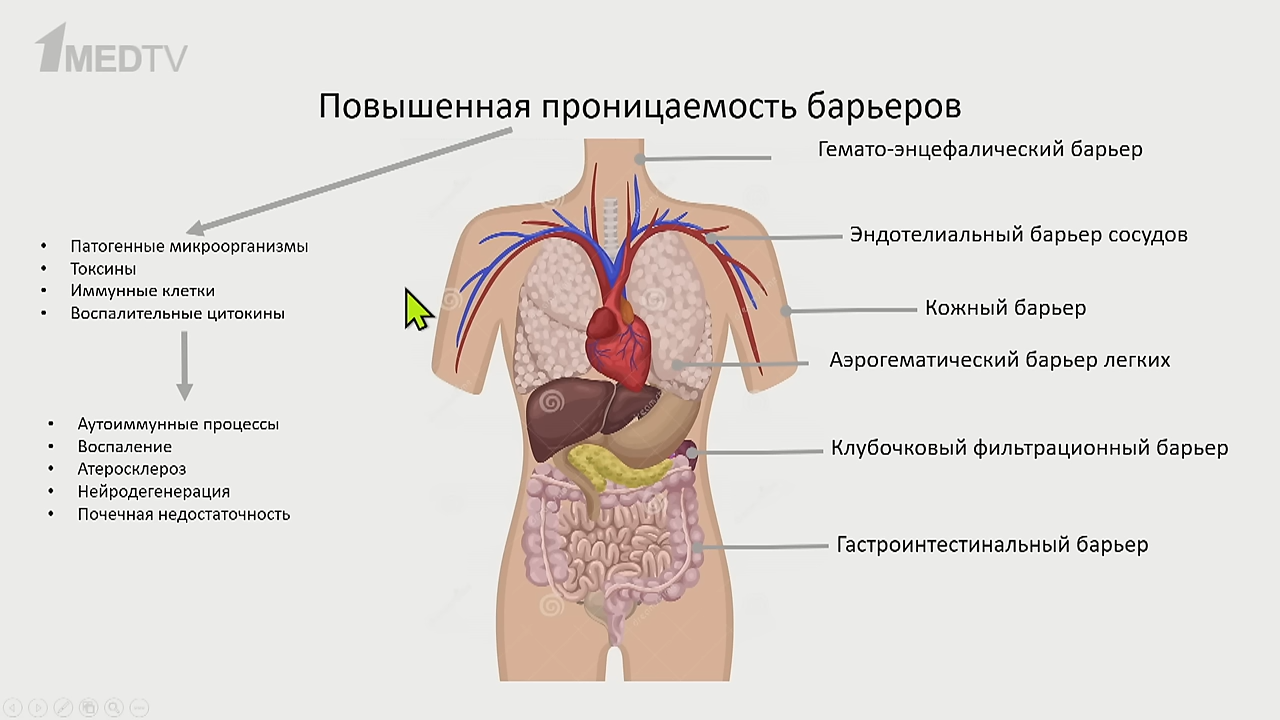 1MEDTV
Повышенная проницаемость барьеров
Гемато-энцефалический барьер
Эндотелиальный барьер сосудов
Кожный барьер
Аэрогематический барьер легких
Клубочковый фильтрационный барьер
Гастроинтестинальный барьер
• Патогенные микроорганизмы
• Токсины
• Иммунные клетки
• Воспалительные цитокины
• Аутоиммунные процессы
• Воспаление
• Атеросклероз
• Нейродегенерация
• Почечная недостаточность